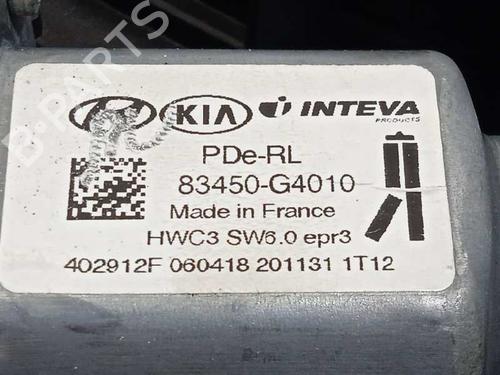 KIA INTEVA
PRODUCTS
PDe-RL
83450-G4010
Made in France
HWC3 SW6.0 epr3
402912F 060418 201131 1T12
B-PARTS